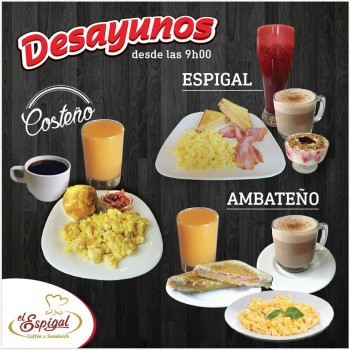 Desayunos
desde las 9h00
ESPIGAL
Costeño
AMBATEÑO
el Espigal
Coffee & Sandwich